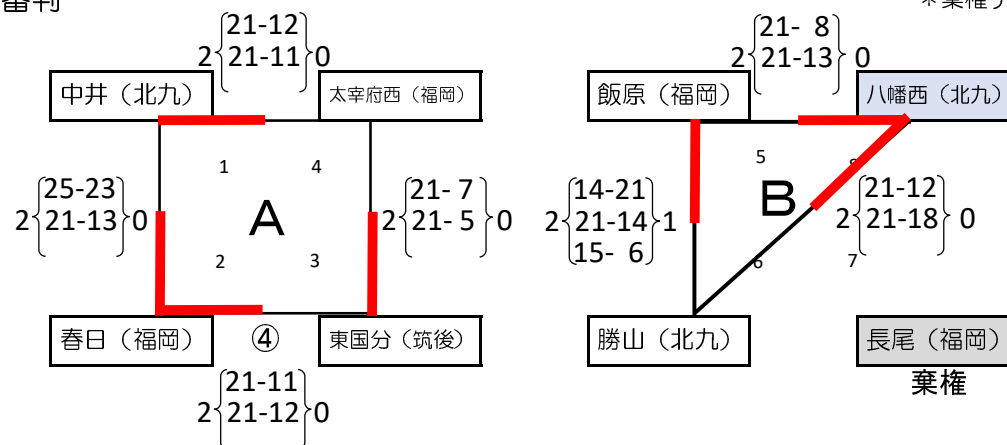 審判
21-12
2 21-11 0
中井（北九）
太宰府西（福岡）
1
4
25-23
2 21-13 0
A
21- 7
2 21- 5 0
2
3
春日（福岡）
④
東国分（筑後）
21-11
2 21-12 0
21- 8
2 21-13 0
飯原（福岡）
八幡西（北九）
5
14-21
2 21-14 1
15- 6
B
21-12
2 21-18 0
6
7
勝山（北九）
長尾（福岡）
棄権